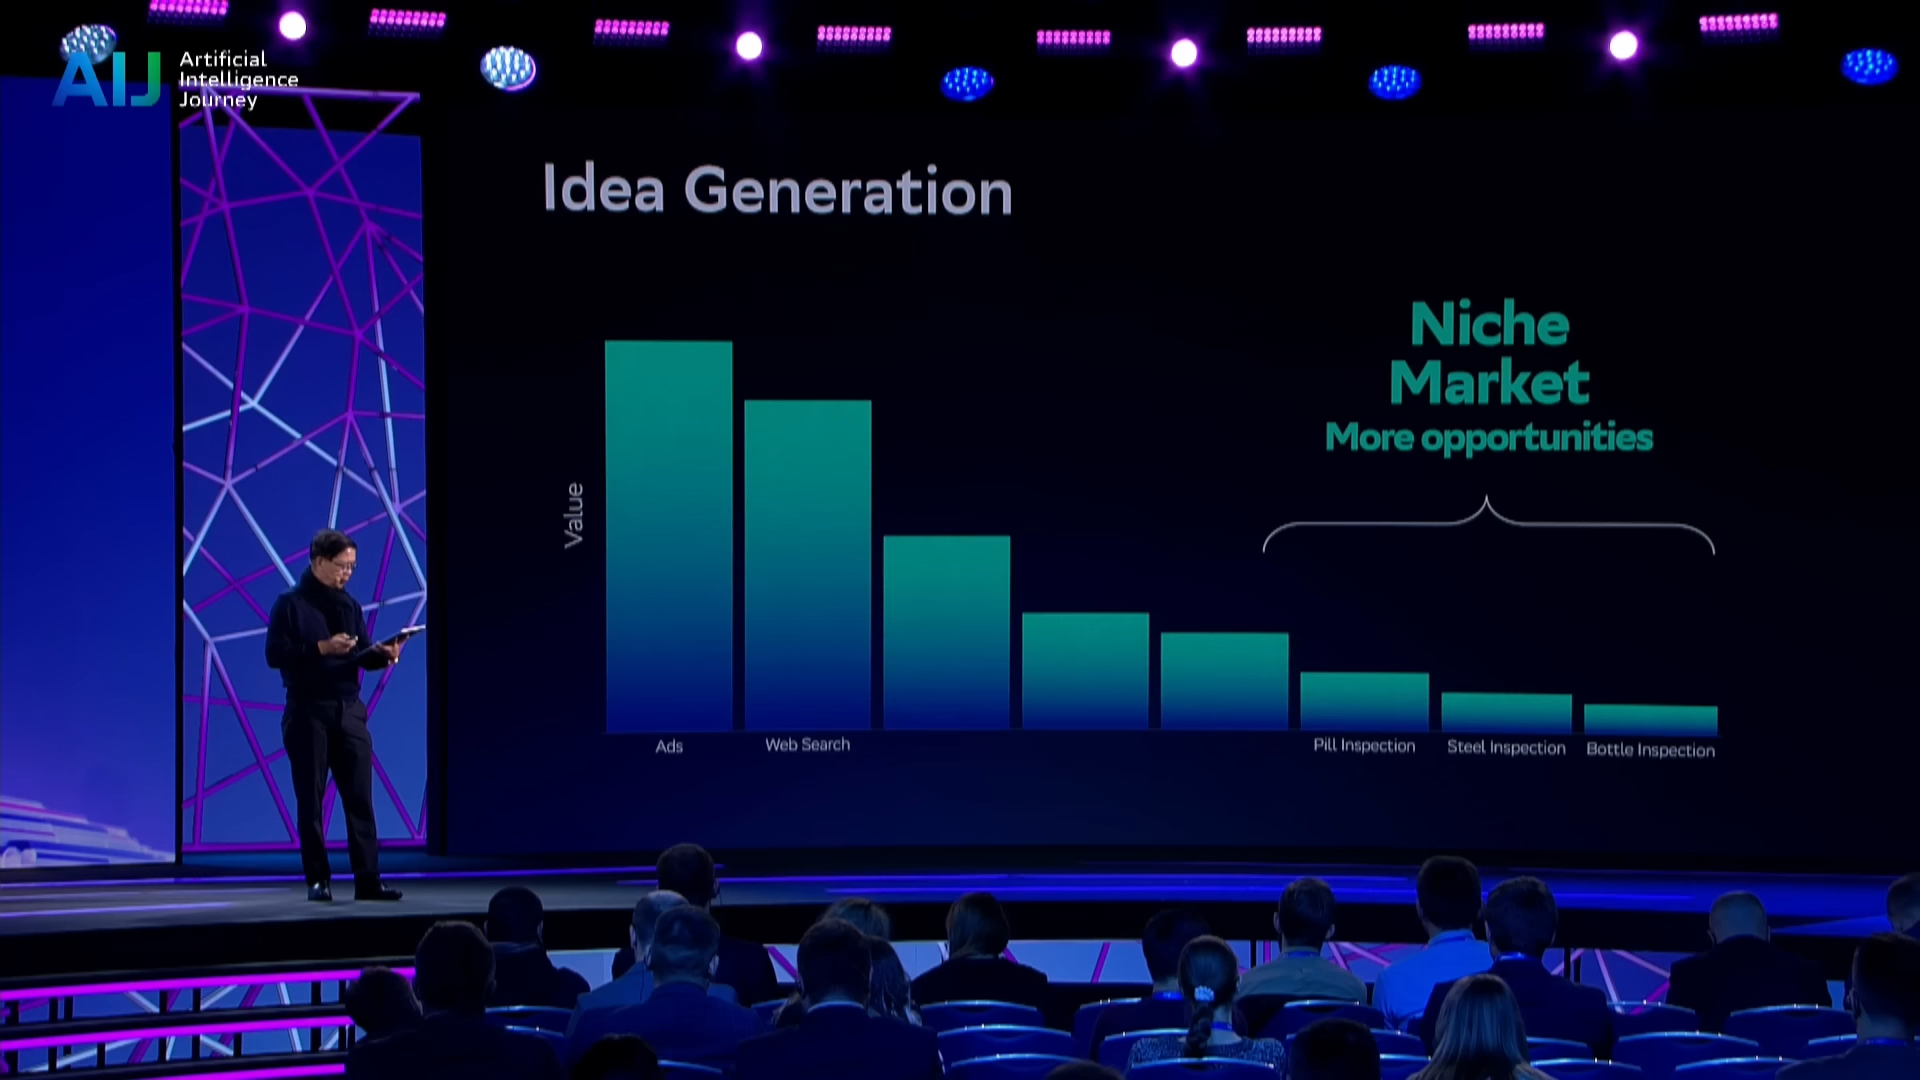 AIJ
Artificial
Intelligence
Journey
Idea Generation
Niche
Market
More opportunities
Value
Ads
Web Search
Pill Inspection
Steel Inspection
Bottle Inspection